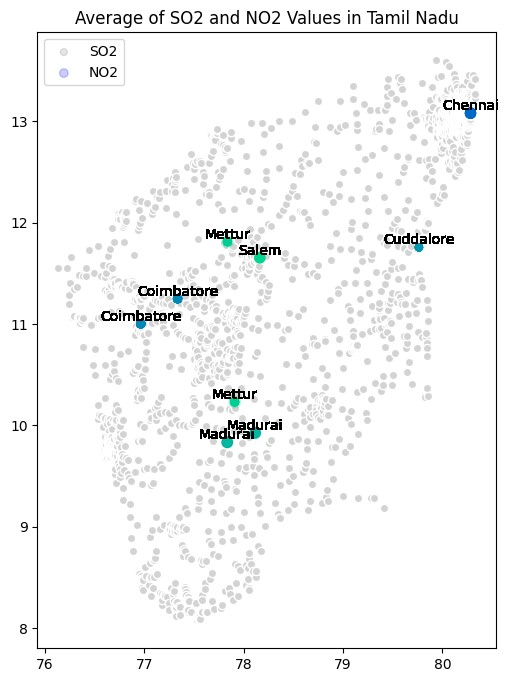 Average of SO2 and NO2 Values in Tamil Nadu
SO2
NO2
Chennai
13
12
Mettur
Cuddalore
Salem
Coimbatore
Coimbatore
11
Mettur
10
Madurai
Madurai
9
8
76 77 78 79 80